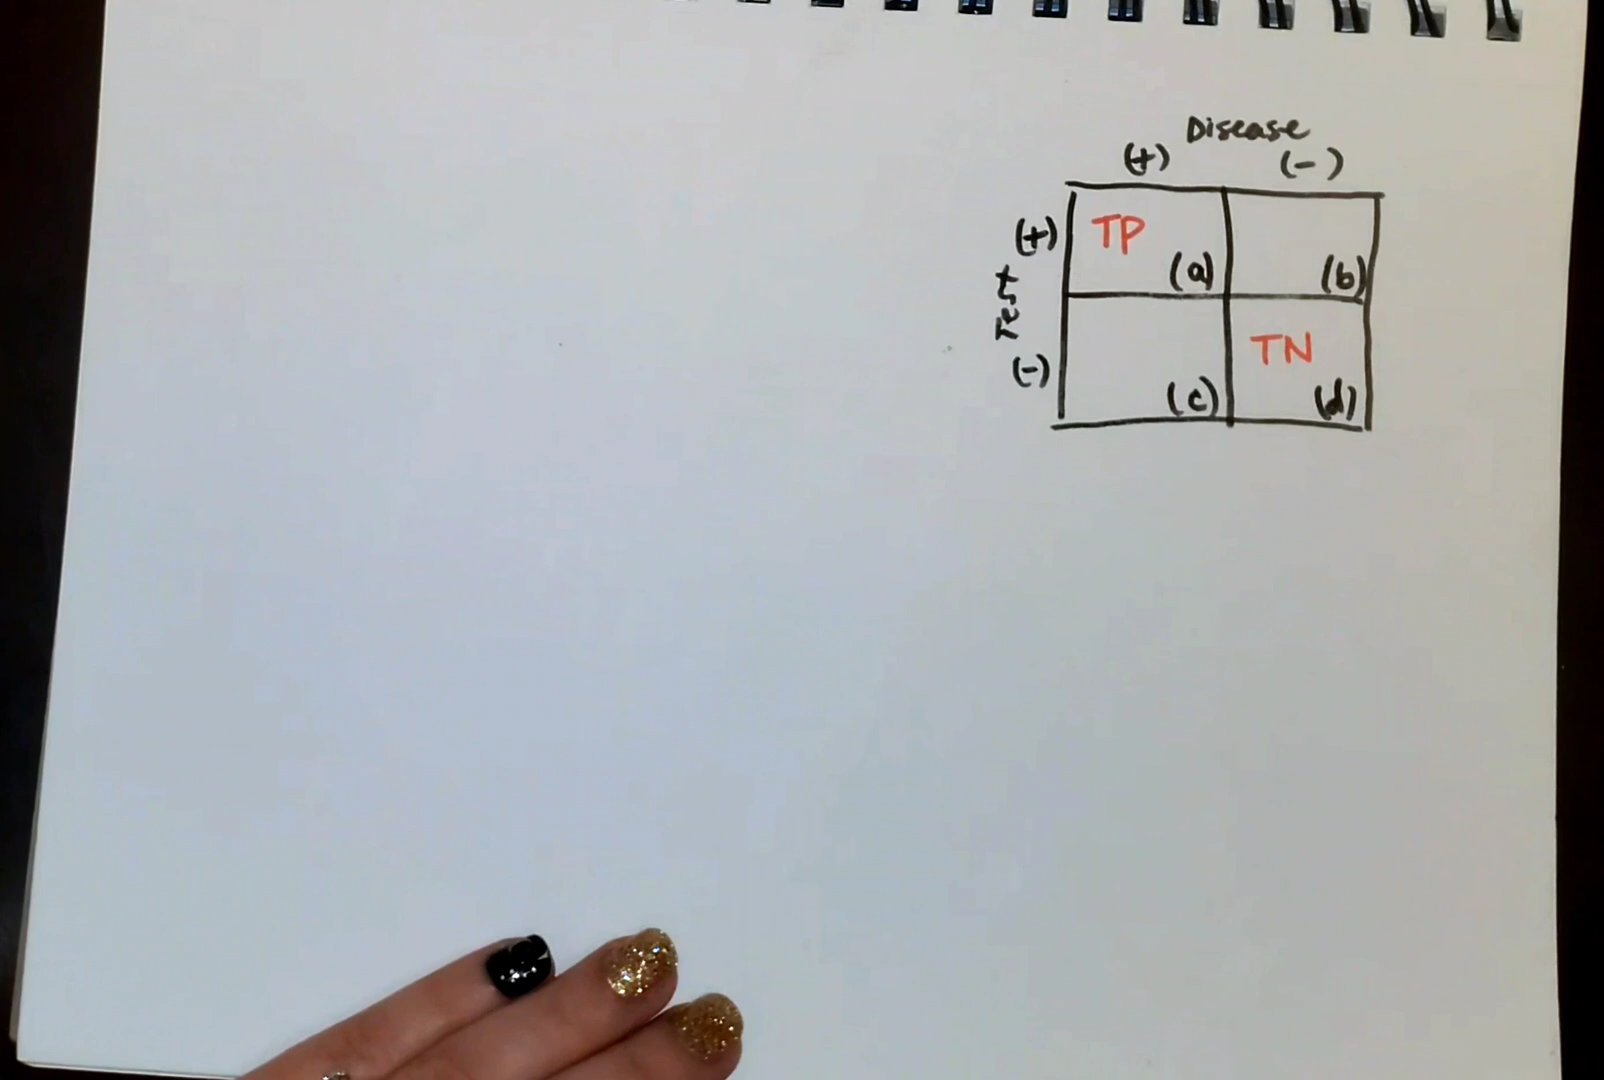 Disease
(+) (-)
(+) TP (a) (b)
Test
(-) (c) TN (d)